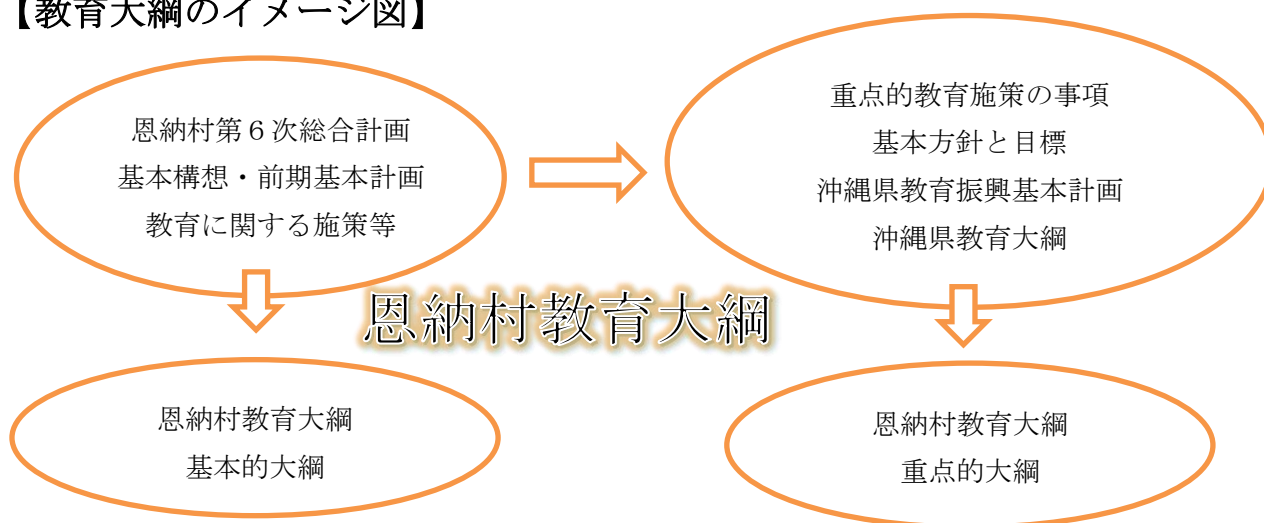 【教育大綱のイメージ図】
恩納村第６次総合計画
基本構想・前期基本計画
教育に関する施策等
重点的教育施策の事項
基本方針と目標
沖縄県教育振興基本計画
沖縄県教育大綱
恩納村教育大綱
恩納村教育大綱
基本的大綱
恩納村教育大綱
重点的大綱